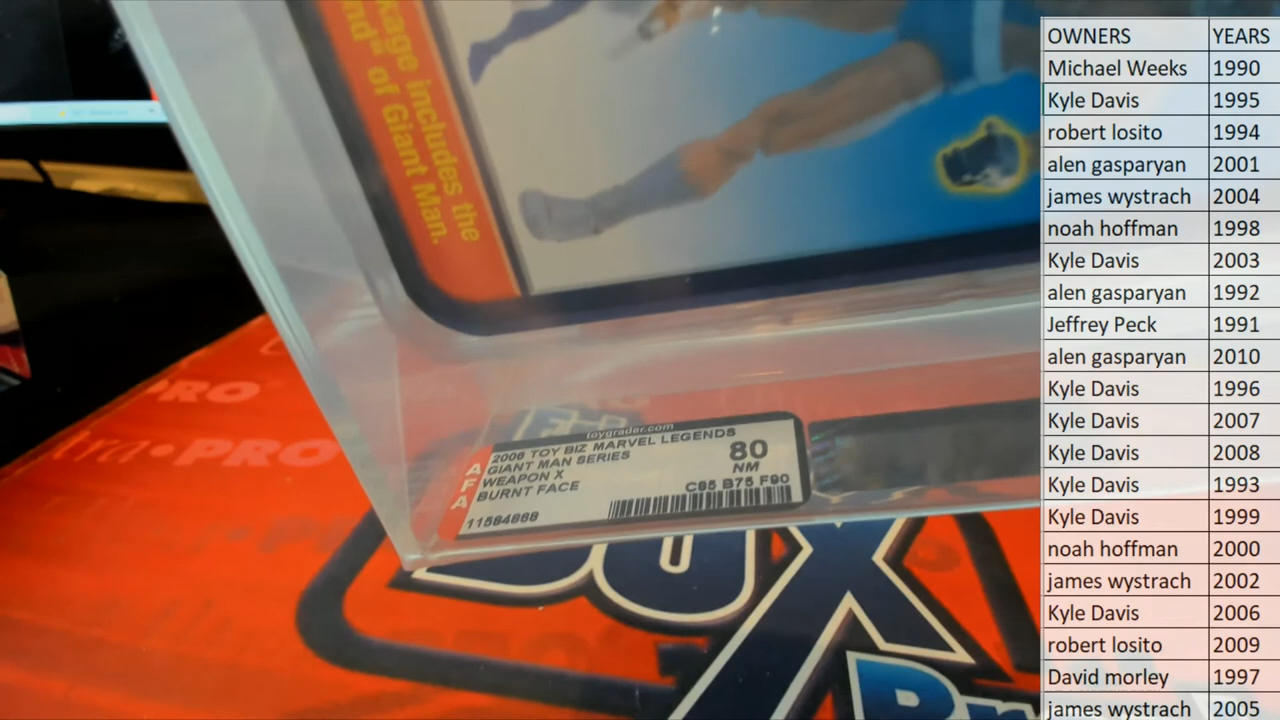 kage includes the
nd" of Giant Man.
PRO
tra•PRO
toygrader.com
AFA
2006 TOY BIZ MARVEL LEGENDS
GIANT MAN SERIES
WEAPON X
BURNT FACE
80
NM
C85 B75 F90
11584868
BOX
Br
OWNERS YEARS
Michael Weeks 1990
Kyle Davis 1995
robert losito 1994
alen gasparyan 2001
james wystrach 2004
noah hoffman 1998
Kyle Davis 2003
alen gasparyan 1992
Jeffrey Peck 1991
alen gasparyan 2010
Kyle Davis 1996
Kyle Davis 2007
Kyle Davis 2008
Kyle Davis 1993
Kyle Davis 1999
noah hoffman 2000
james wystrach 2002
Kyle Davis 2006
robert losito 2009
David morley 1997
james wystrach 2005